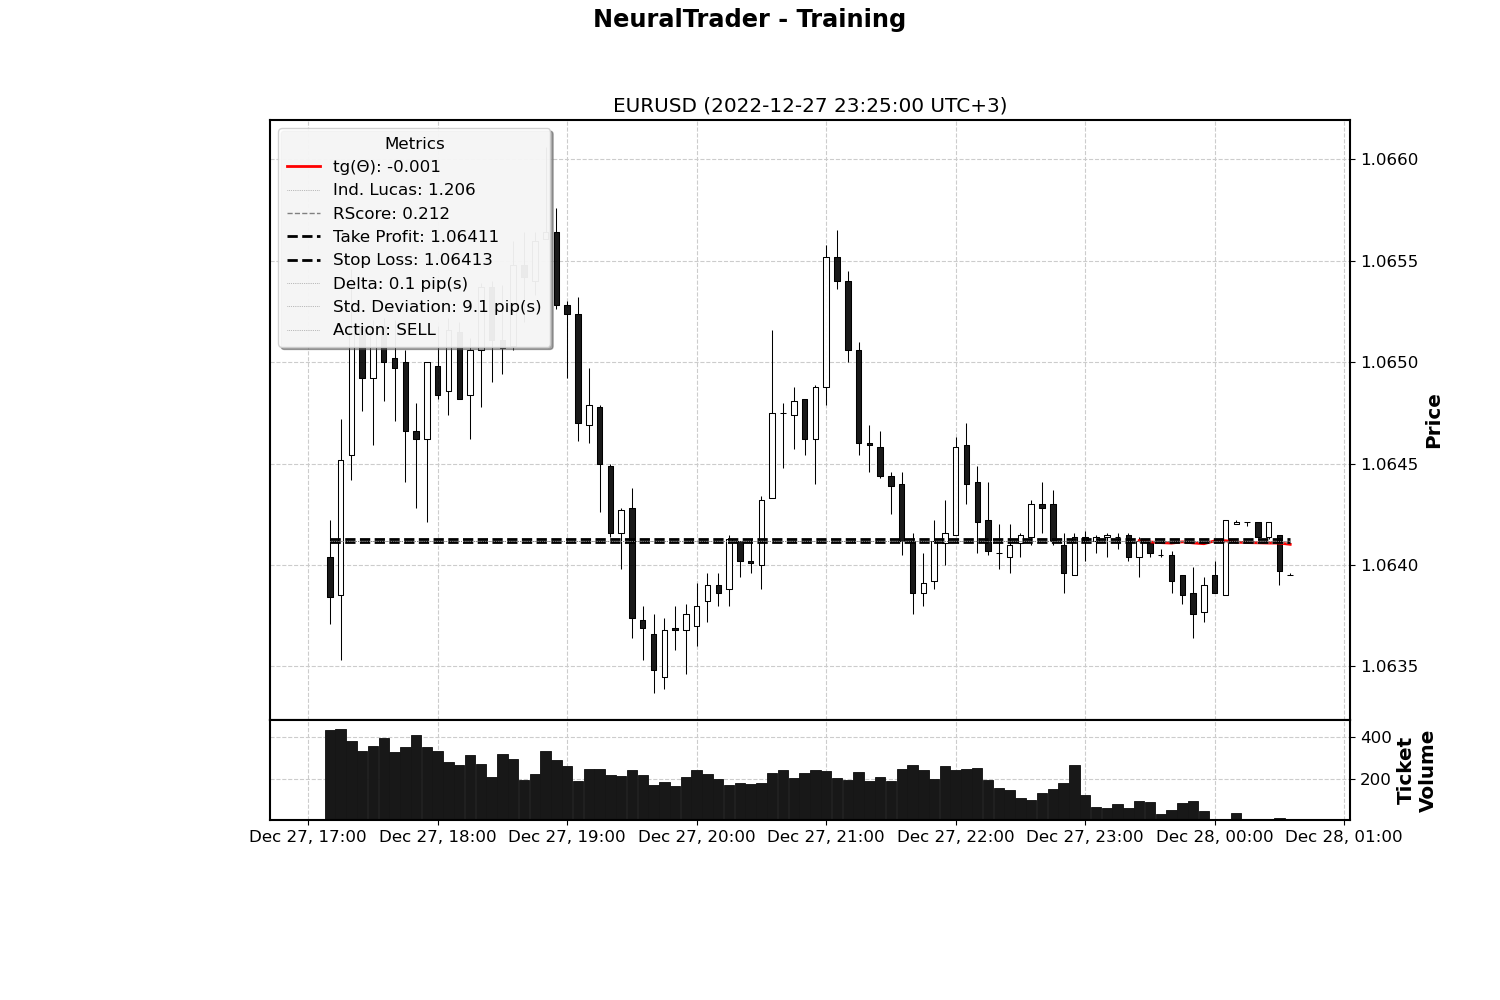 NeuralTrader - Training
EURUSD (2022-12-27 23:25:00 UTC+3)
Metrics
tg(Θ): -0.001
Ind. Lucas: 1.206
RScore: 0.212
Take Profit: 1.06411
Stop Loss: 1.06413
Delta: 0.1 pip(s)
Std. Deviation: 9.1 pip(s)
Action: SELL
1.0660
1.0655
1.0650
1.0645
1.0640
1.0635
Price
400
200
Ticket
Volume
Dec 27, 17:00
Dec 27, 18:00
Dec 27, 19:00
Dec 27, 20:00
Dec 27, 21:00
Dec 27, 22:00
Dec 27, 23:00
Dec 28, 00:00
Dec 28, 01:00